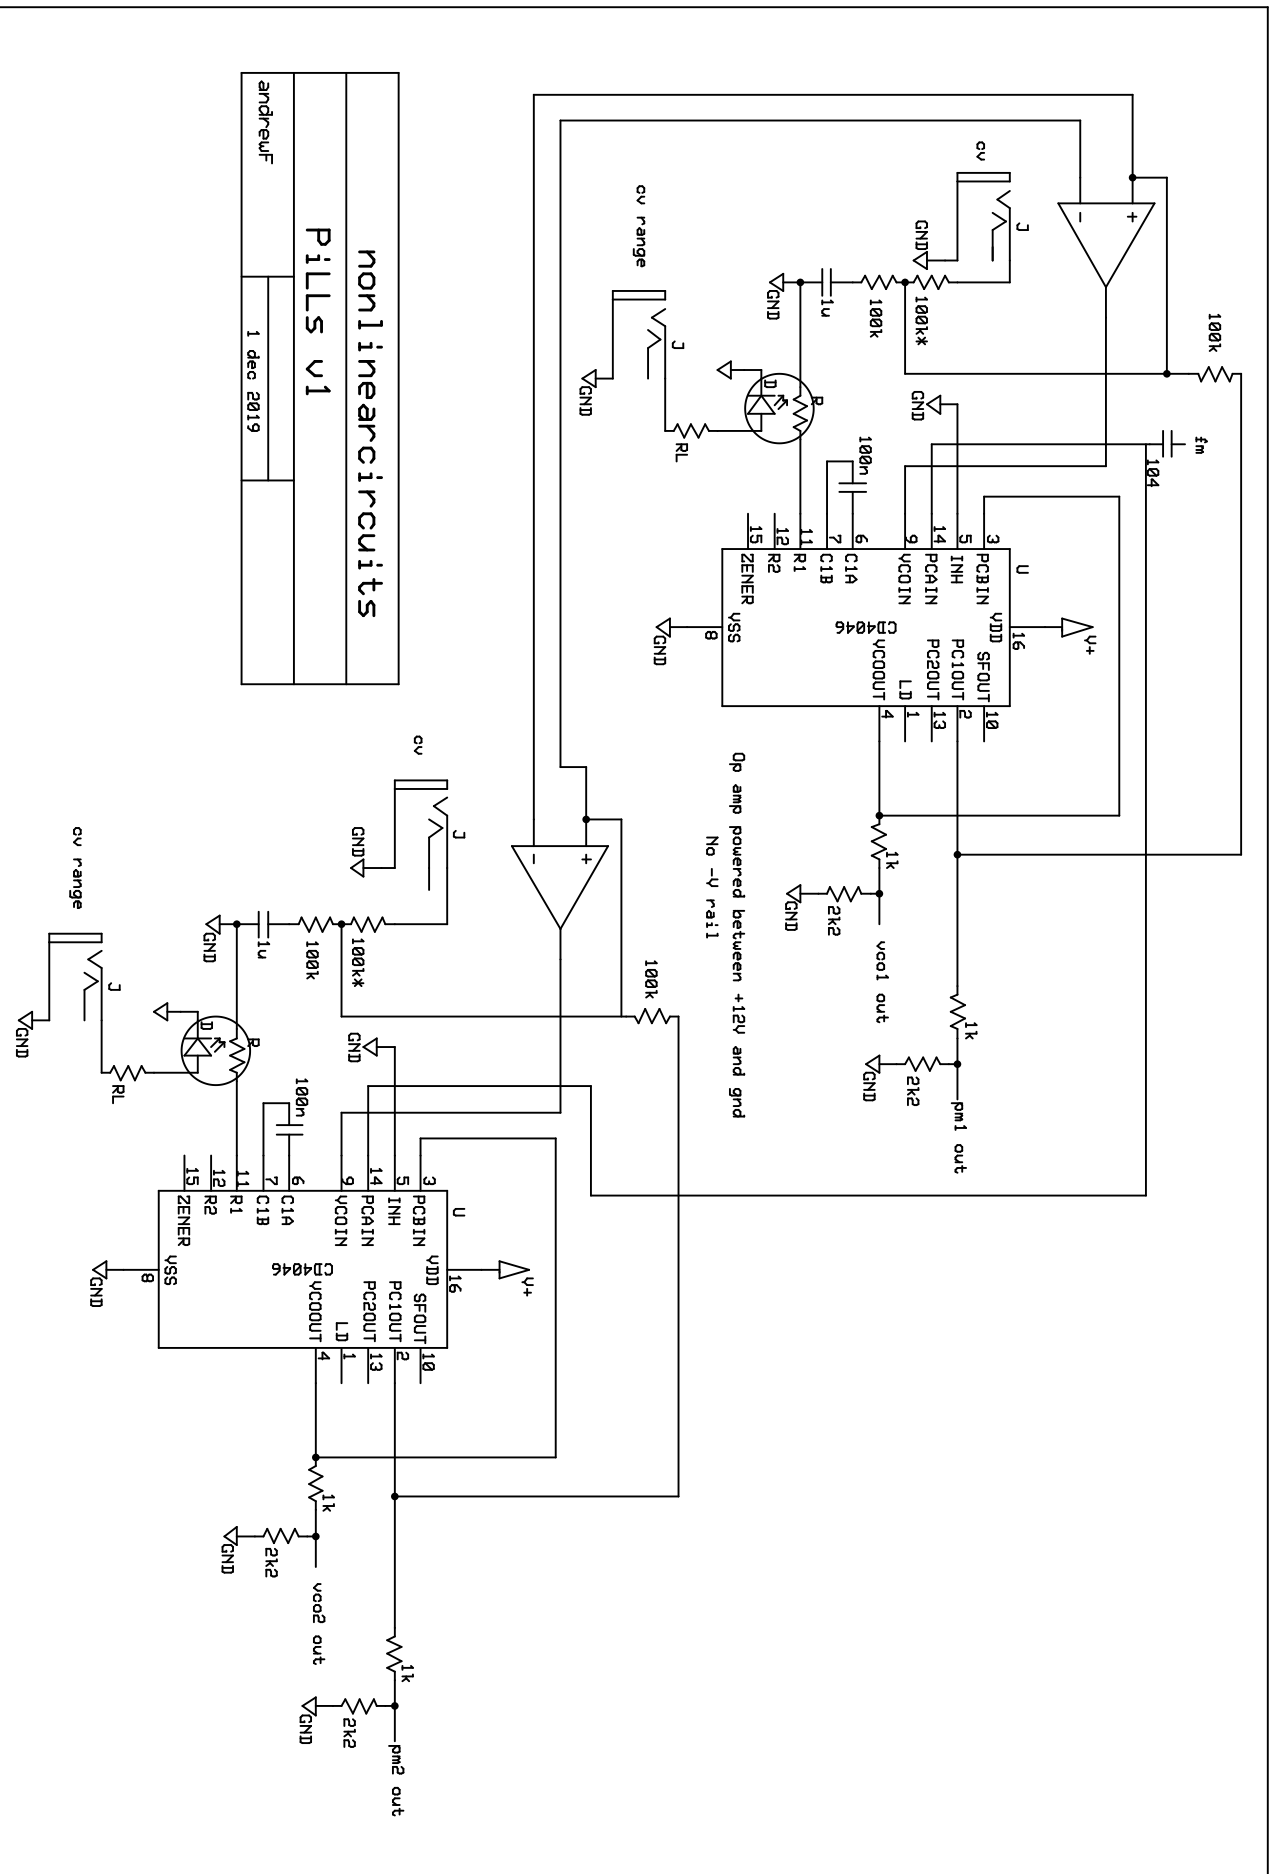 100k
fm
104
+
-
cv
J
GND
100k*
100k
1u
GND
cv range
J
GND
D
R
RL
GND
100n
U
V+
16
VDD
3 PCBIN
5 INH
14 PCAIN
9 VCOIN
6 C1A
7 C1B
11 R1
12 R2
15 ZENER
CD4046
SFOUT 10
PC1OUT 2
PC2OUT 13
LD 1
VCOOUT 4
VSS
8
GND
1k
pm1 out
2k2
GND
1k
vco1 out
2k2
GND
Op amp powered between +12V and gnd
No -V rail
100k
+
-
cv
J
GND
100k*
100k
1u
GND
cv range
J
GND
D
R
RL
GND
100n
U
V+
16
VDD
3 PCBIN
5 INH
14 PCAIN
9 VCOIN
6 C1A
7 C1B
11 R1
12 R2
15 ZENER
CD4046
SFOUT 10
PC1OUT 2
PC2OUT 13
LD 1
VCOOUT 4
VSS
8
GND
1k
pm2 out
2k2
GND
1k
vco2 out
2k2
GND
nonlinearcircuits
PiLLs v1
andrewF
1 dec 2019